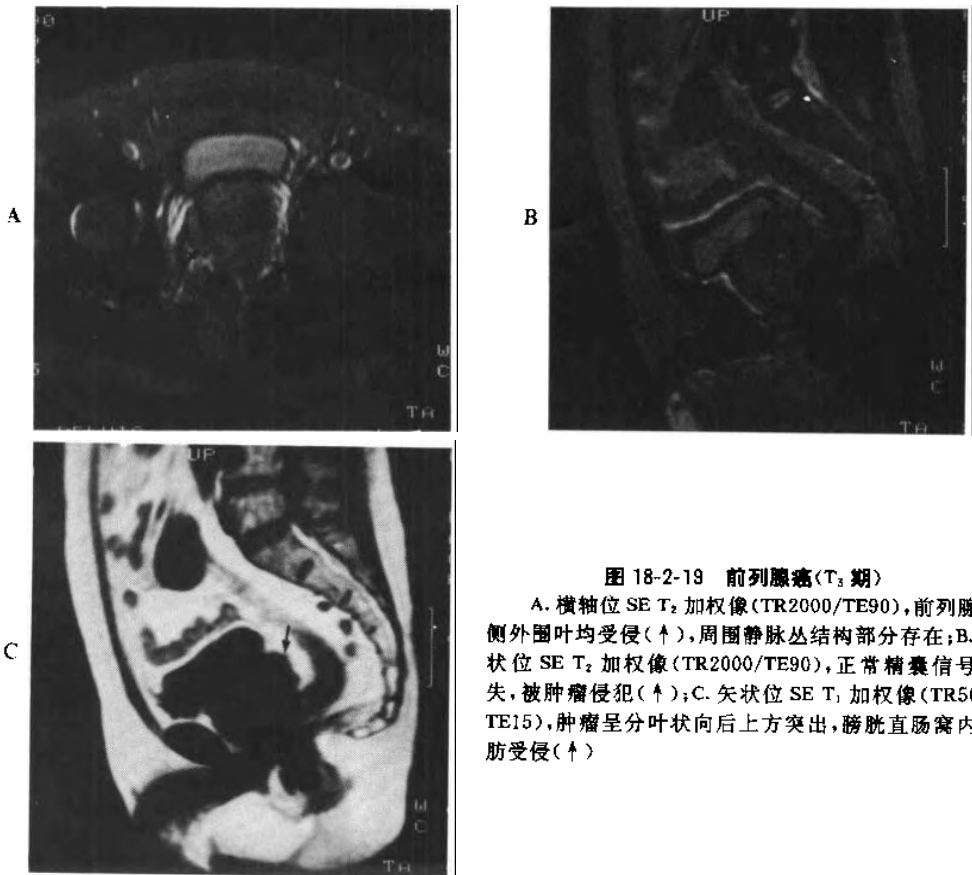 A
B
C
UP
W
C
TA
UP
W
C
TA
UP
W
C
TA
图 18-2-19 前列腺癌(T₃ 期)
A. 横轴位 SE T₂ 加权像(TR2000/TE90),前列腺
侧外围叶均受侵(↑),周围静脉丛结构部分存在;B.
状位 SE T₂ 加权像(TR2000/TE90),正常精囊信号
失,被肿瘤侵犯(↑);C. 矢状位 SE T₁ 加权像(TR50
TE15),肿瘤呈分叶状向后上方突出,膀胱直肠窝内
肪受侵(↑)